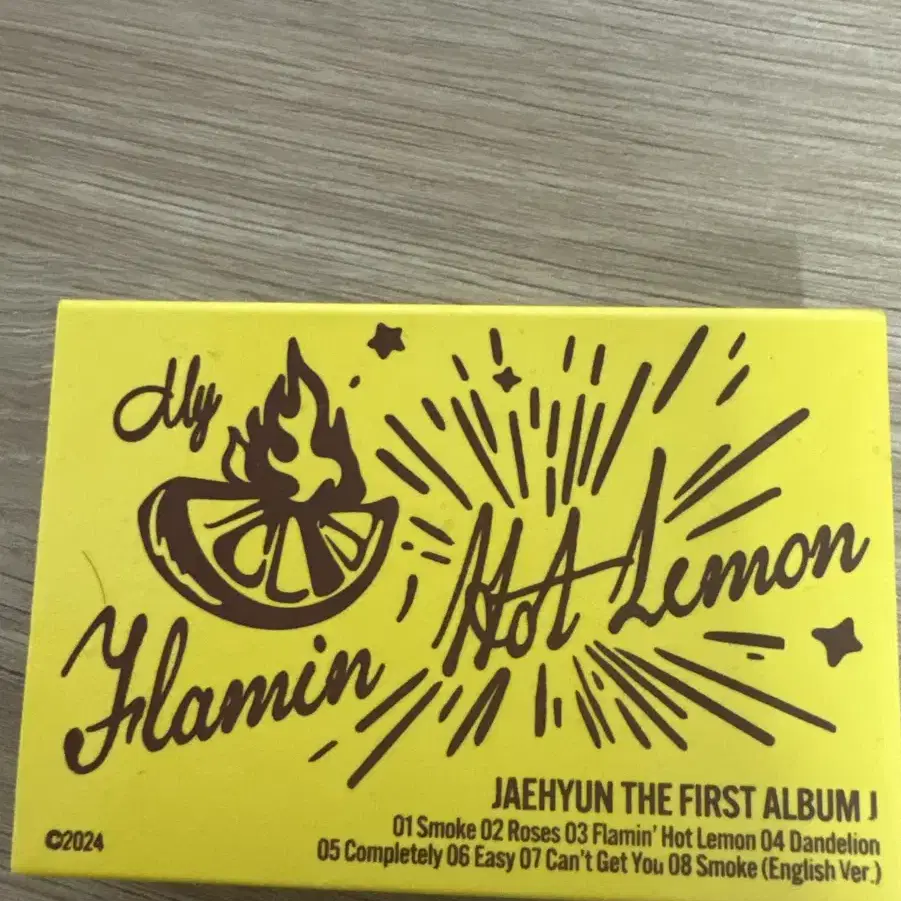 My
Flamin Hot Lemon
JAEHYUN THE FIRST ALBUM J
01 Smoke 02 Roses 03 Flamin' Hot Lemon 04 Dandelion
05 Completely 06 Easy 07 Can't Get You 08 Smoke (English Ver.)
©2024